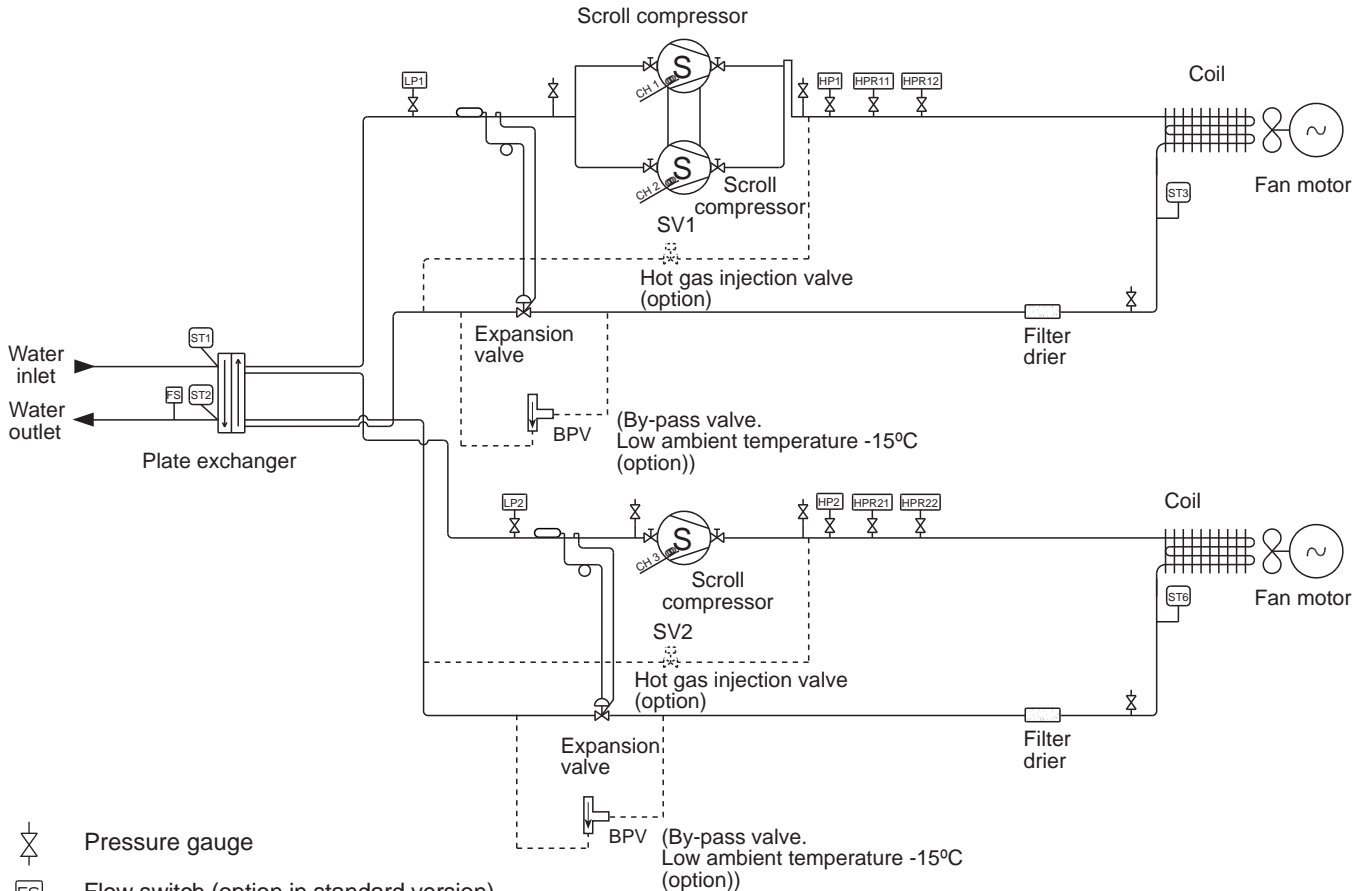 Scroll compressor
S
CH 1
LP1
HP1
HPR11
HPR12
Coil
Fan motor
S
CH 2
Scroll
compressor
ST3
SV1
Hot gas injection valve
(option)
Expansion
valve
Filter
drier
ST1
Water
inlet
FS
ST2
Water
outlet
Plate exchanger
BPV
(By-pass valve.
Low ambient temperature -15ºC
(option))
LP2
HP2
HPR21
HPR22
Coil
S
CH 3
Scroll
compressor
ST6
Fan motor
SV2
Hot gas injection valve
(option)
Expansion
valve
Filter
drier
BPV
(By-pass valve.
Low ambient temperature -15ºC
(option))
Pressure gauge
FS
Flow switch (option in standard version)